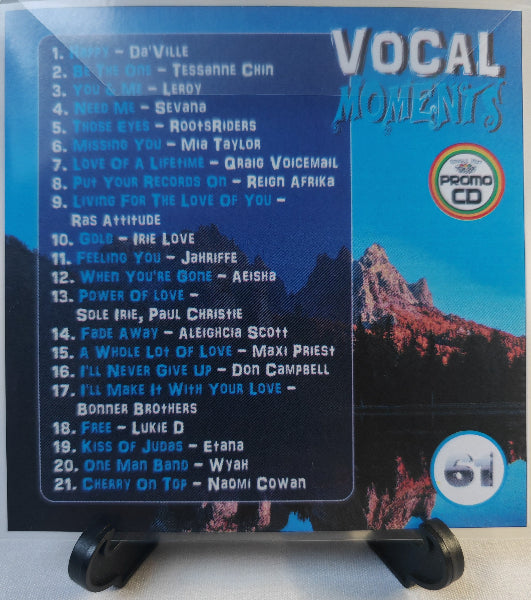 VOCAL
MOMENTS
1. Happy – Da'Ville
2. Be The One – Tessanne Chin
3. You & Me – Leroy
4. Need Me – Sevana
5. Those Eyes – RootsRiders
6. Missing You – Mia Taylor
7. Love Of A Lifetime – Qraig Voicemail
8. Put Your Records On – Reign Afrika
9. Living For The Love Of You –
Ras Attitude
10. Gold – Irie Love
11. Feeling You – Jahriffe
12. When You're Gone – Aeisha
13. Power Of love –
Sole Irie, Paul Christie
14. Fade Away – Aleighcia Scott
15. A Whole Lot Of Love – Maxi Priest
16. I'll Never Give Up – Don Campbell
17. I'll Make It With Your Love –
Bonner Brothers
18. Free – Lukie D
19. Kiss Of Judas – Etana
20. One Man Band – Wyah
21. Cherry On Top – Naomi Cowan
PROMO
CD
61